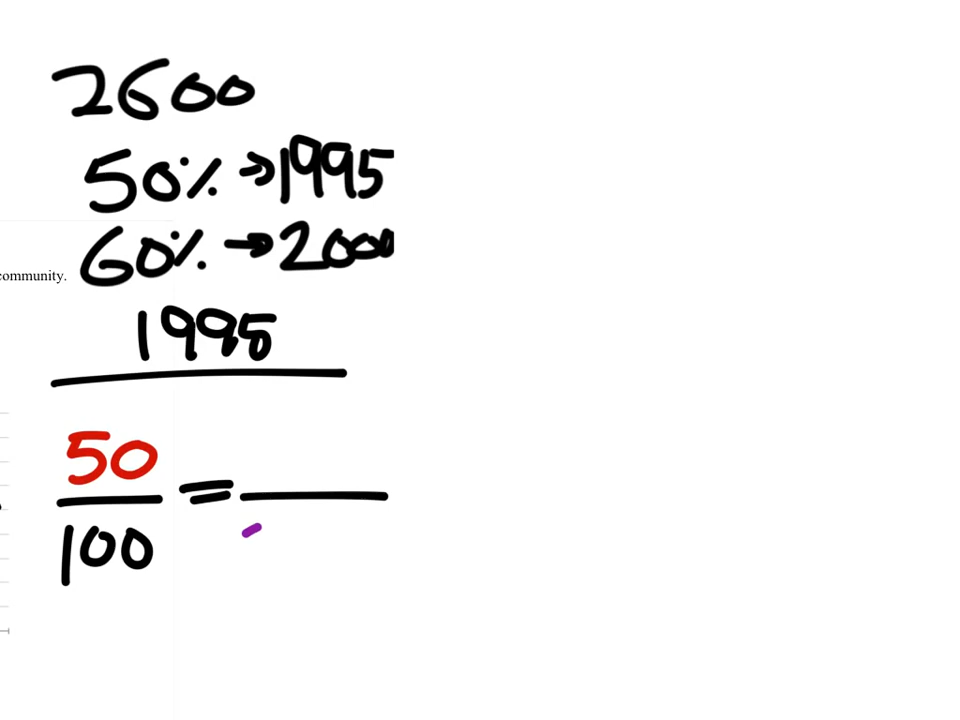 2600
50% → 1995
60% → 2000
community.
1995
50
100
=